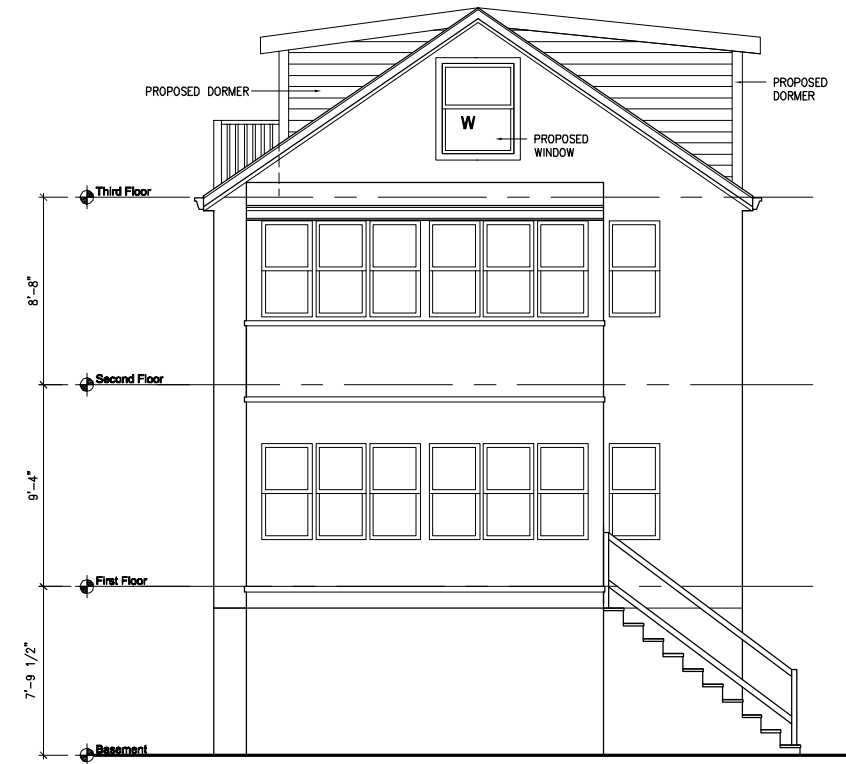 PROPOSED DORMER
PROPOSED
DORMER
W
PROPOSED
WINDOW
Third Floor
8'-8"
Second Floor
9'-4"
First Floor
7'-9 1/2"
Basement